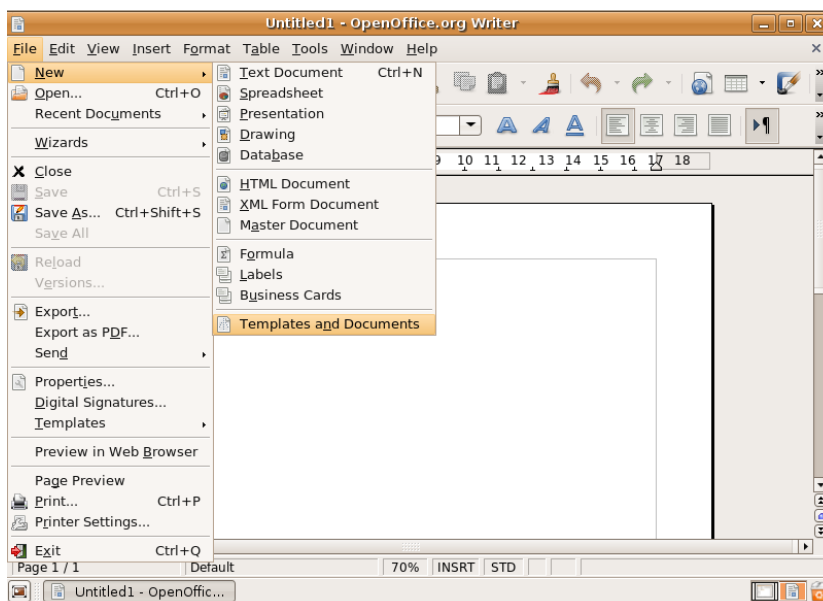 Untitled1 - OpenOffice.org Writer
File Edit View Insert Format Table Tools Window Help
New
Open... Ctrl+O
Recent Documents
Wizards
Close
Save Ctrl+S
Save As... Ctrl+Shift+S
Save All
Reload
Versions...
Export...
Export as PDF...
Send
Properties...
Digital Signatures...
Templates
Preview in Web Browser
Page Preview
Print... Ctrl+P
Printer Settings...
Exit Ctrl+Q
Text Document Ctrl+N
Spreadsheet
Presentation
Drawing
Database
HTML Document
XML Form Document
Master Document
Formula
Labels
Business Cards
Templates and Documents
10 11 12 13 14 15 16 17 18
Page 1 / 1 Default 70% INSRT STD
Untitled1 - OpenOffic...